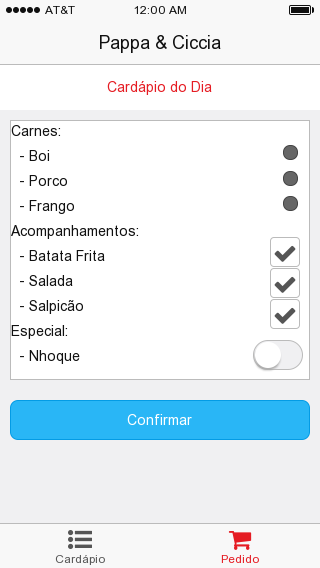 AT&T 12:00 AM
Pappa & Ciccia
Cardápio do Dia
Carnes:
- Boi
- Porco
- Frango
Acompanhamentos:
- Batata Frita
- Salada
- Salpicão
Especial:
- Nhoque
Confirmar
Cardápio Pedido